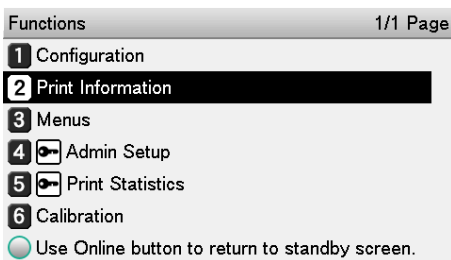 Functions 1/1 Page
1 Configuration
2 Print Information
3 Menus
4 Admin Setup
5 Print Statistics
6 Calibration
Use Online button to return to standby screen.